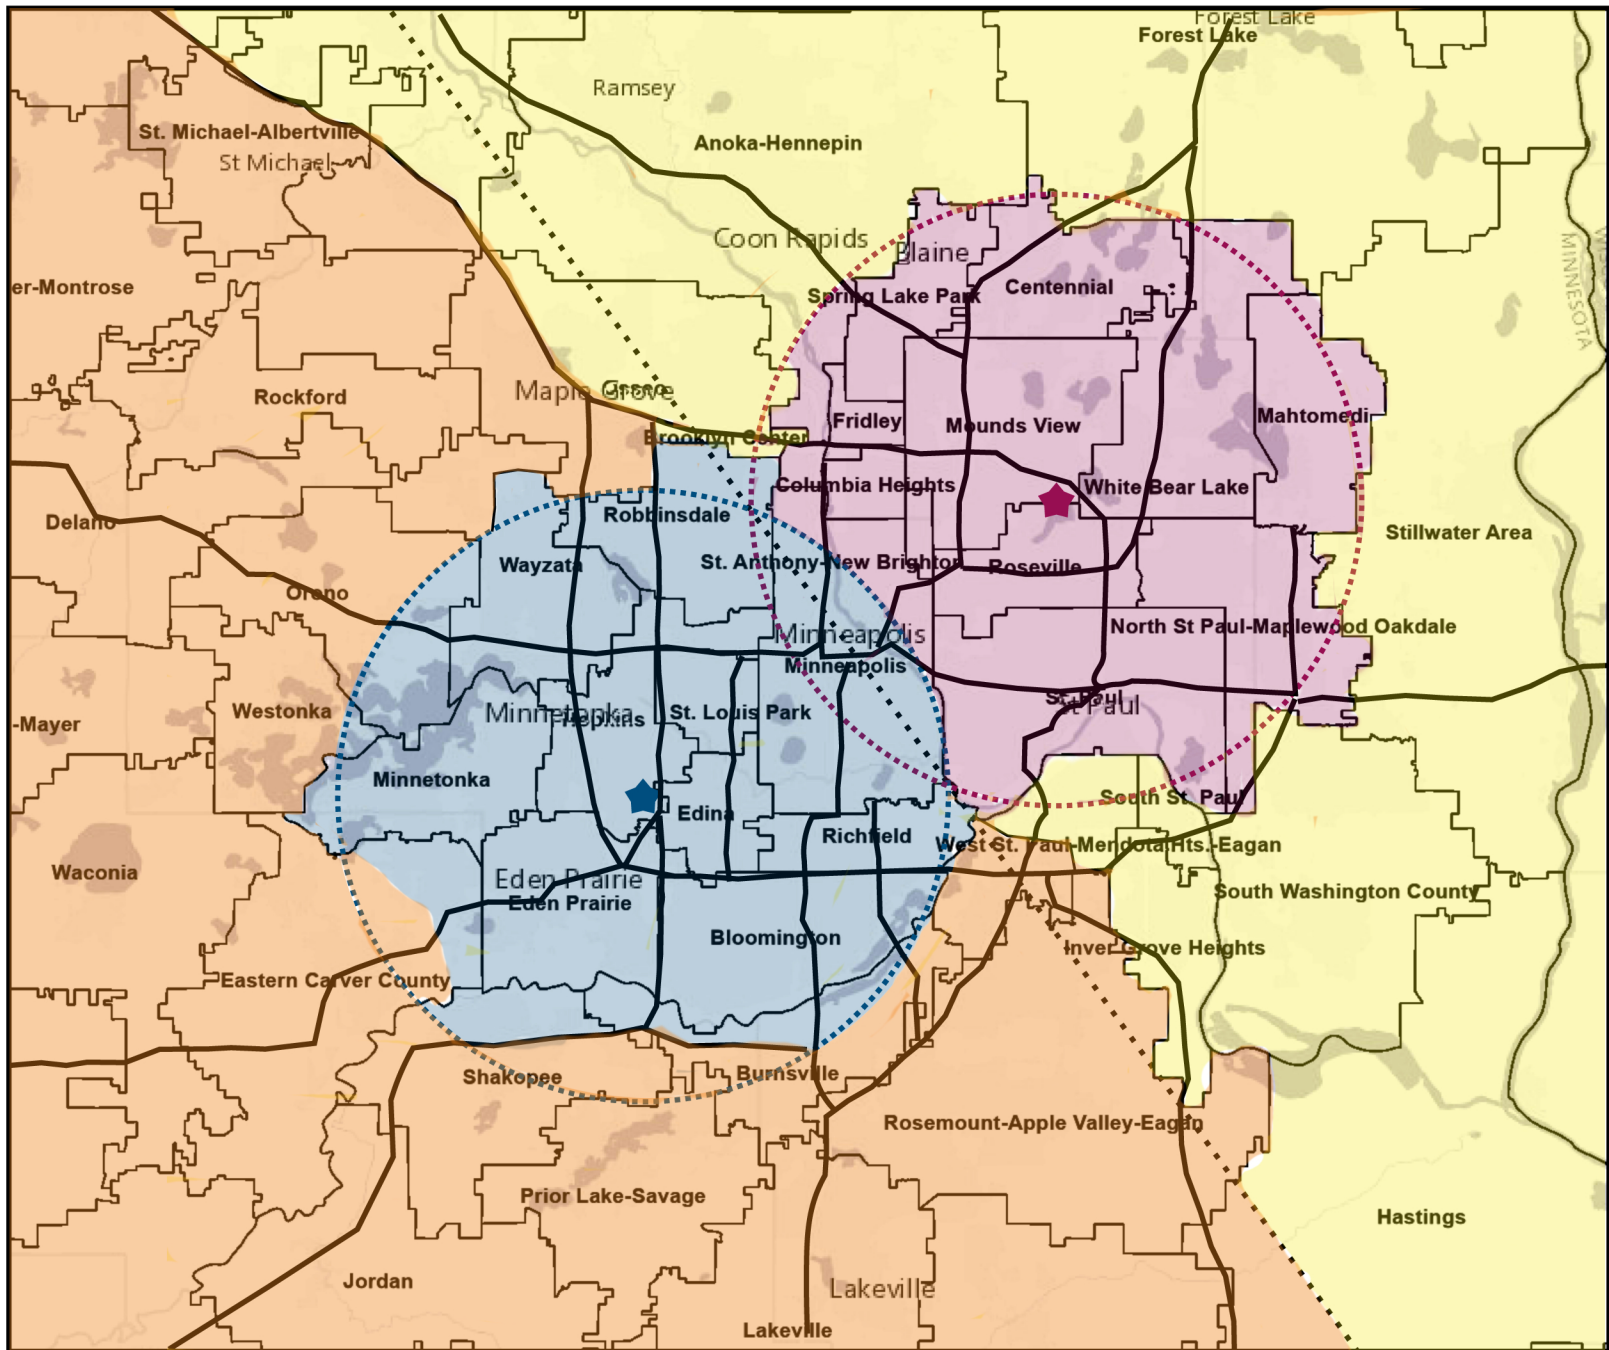 Forest Lake
Forest Lake
Ramsey
St. Michael-Albertville
Anoka-Hennepin
St Michael
Coon Rapids
Blaine
er-Montrose
Spring Lake Park
Centennial
MINNESOTA
Maple Grove
Osseo
Rockford
Fridley
Mounds View
Mahtomedi
Brooklyn Center
Columbia Heights
White Bear Lake
Delano
Robbinsdale
Stillwater Area
Wayzata
St. Anthony-New Brighton
Roseville
Orono
North St Paul-Maplewood Oakdale
Minneapolis
Minneapolis
St. Paul
St Paul
Westonka
Minnetonka
Hopkins
St. Louis Park
-Mayer
Minnetonka
South St. Paul
Edina
Richfield
West St. Paul-Mendota Hts.-Eagan
Waconia
Eden Prairie
Eden Prairie
South Washington County
Bloomington
Inver Grove Heights
Eastern Carver County
Shakopee
Burnsville
Rosemount-Apple Valley-Eagan
Prior Lake-Savage
Hastings
Jordan
Lakeville
Lakeville